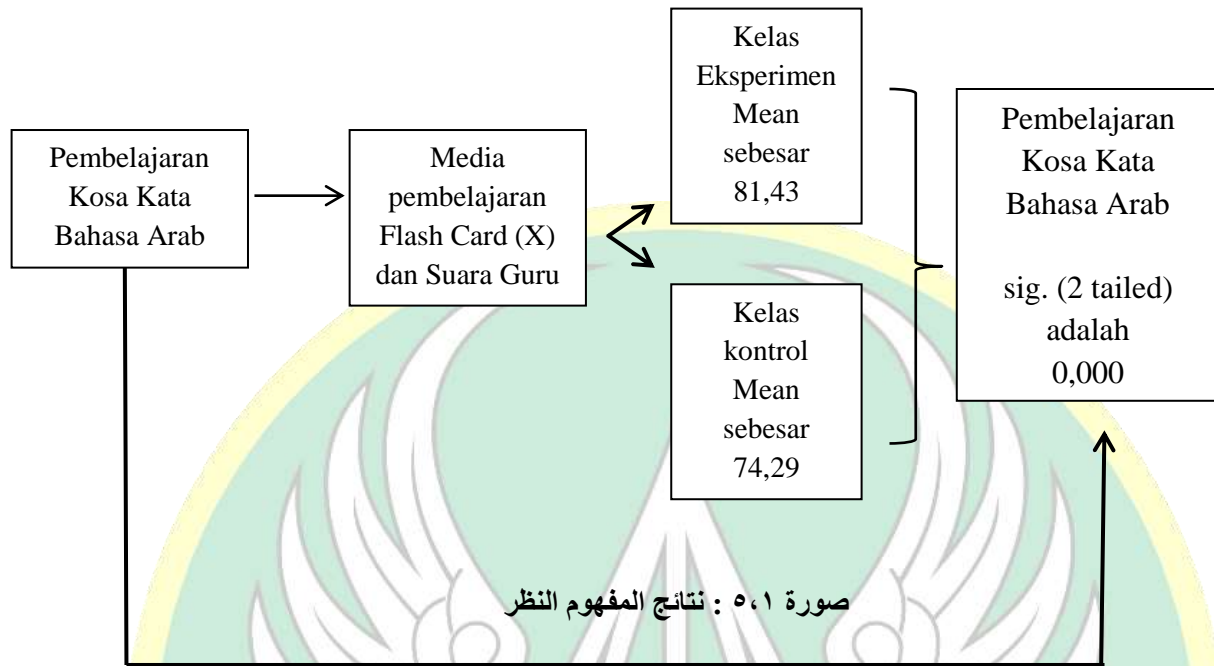 Pembelajaran
Kosa Kata
Bahasa Arab
Media
pembelajaran
Flash Card (X)
dan Suara Guru
Kelas
Eksperimen
Mean
sebesar
81,43
Kelas
kontrol
Mean
sebesar
74,29
Pembelajaran
Kosa Kata
Bahasa Arab
sig. (2 tailed)
adalah
0,000
صورة ٥،١ : نتائج المفهوم النظر